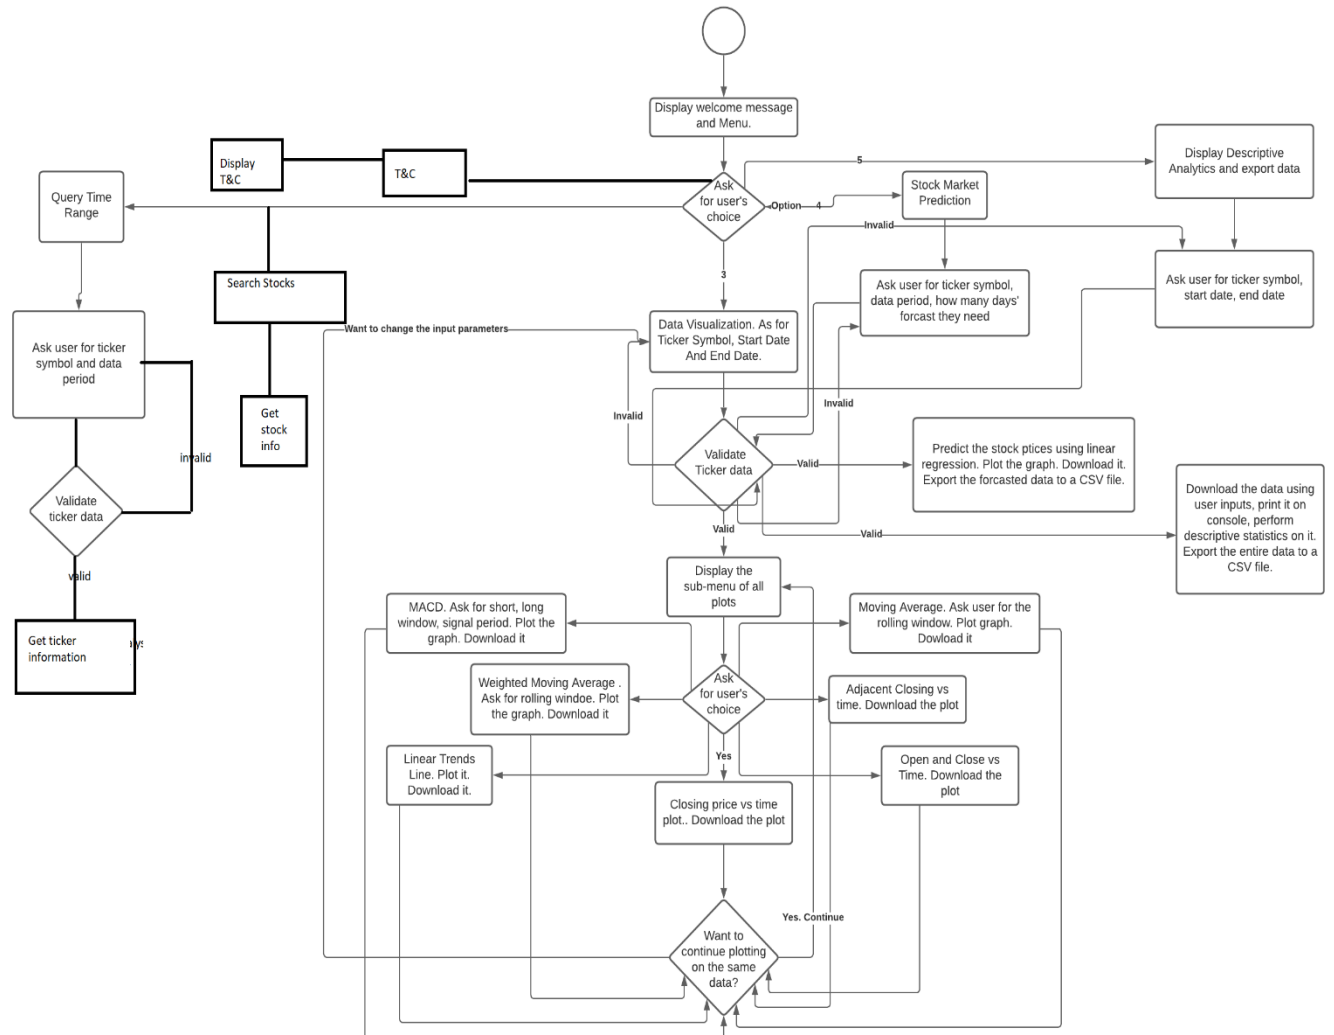 Display welcome message
and Menu.
Display
T&C
T&C
Ask
for user's
choice
5
Display Descriptive
Analytics and export data
Query Time
Range
Option
4
Stock Market
Prediction
Invalid
3
Search Stocks
Ask user for ticker symbol,
data period, how many days'
forcast they need
Ask user for ticker symbol,
start date, end date
Want to change the input parameters
Data Visualization. As for
Ticker Symbol, Start Date
And End Date.
Ask user for ticker
symbol and data
period
Get
stock
info
Invalid
Invalid
invalid
Validate
Ticker data
Valid
Predict the stock ptices using linear
regression. Plot the graph. Download it.
Export the forcasted data to a CSV file.
Validate
ticker data
Valid
Valid
Download the data using
user inputs, print it on
console, perform
descriptive statistics on it.
Export the entire data to a
CSV file.
valid
Display the
sub-menu of all
plots
Get ticker
information
MACD. Ask for short, long
window, signal period. Plot the
graph. Download it
Moving Average. Ask user for the
rolling window. Plot graph.
Dowload it
Weighted Moving Average .
Ask for rolling windoe. Plot
the graph. Download it
Ask
for user's
choice
Adjacent Closing vs
time. Download the plot
Linear Trends
Line. Plot it.
Download it.
Yes
Open and Close vs
Time. Download the
plot
Closing price vs time
plot.. Download the plot
Yes. Continue
Want to
continue plotting
on the same
data?